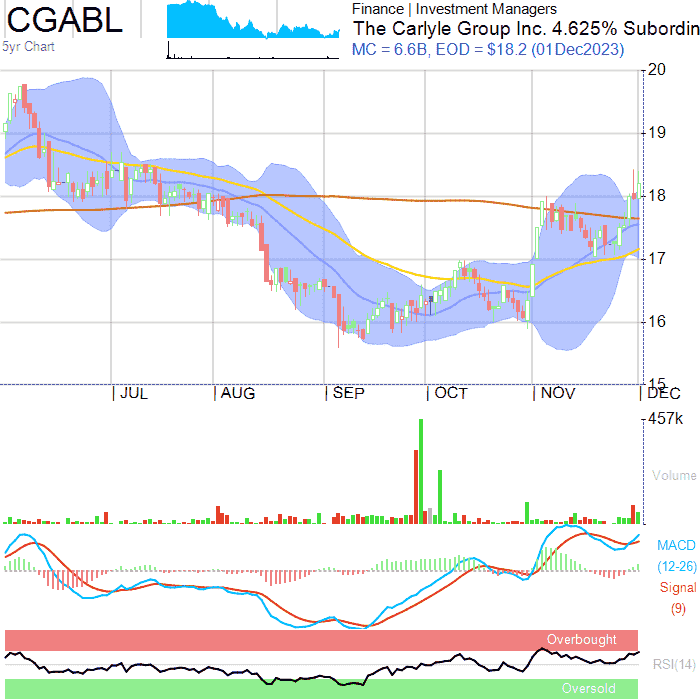 CGABL
5yr Chart
Finance | Investment Managers
The Carlyle Group Inc. 4.625% Subordin
MC = 6.6B, EOD = $18.2 (01Dec2023)
20
19
18
17
16
15
JUL
AUG
SEP
OCT
NOV
DEC
457k
Volume
MACD
(12-26)
Signal
(9)
Overbought
RSI(14)
Oversold